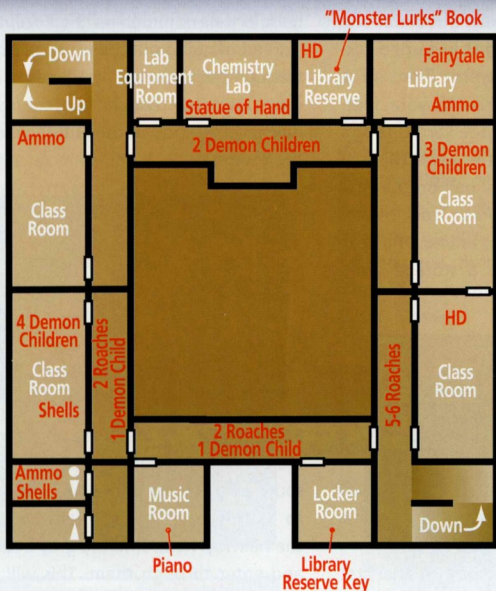 "Monster Lurks" Book
Down
Up
Lab
Equipment
Room
Chemistry
Lab
Statue of Hand
HD
Library
Reserve
Fairytale
Library
Ammo
Ammo
Class
Room
2 Demon Children
3 Demon
Children
Class
Room
4 Demon
Children
Class
Room
Shells
2 Roaches
1 Demon Child
5-6 Roaches
HD
Class
Room
2 Roaches
1 Demon Child
Ammo
Shells
Music
Room
Locker
Room
Down
Piano
Library
Reserve Key